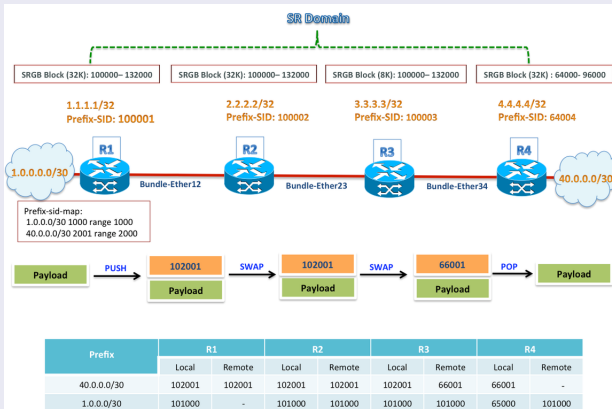 SR Domain
SRGB Block (32K): 100000– 132000
SRGB Block (32K): 100000– 132000
SRGB Block (8K): 100000– 132000
SRGB Block (32K) : 64000- 96000
1.1.1.1/32
Prefix-SID: 100001
2.2.2.2/32
Prefix-SID: 100002
3.3.3.3/32
Prefix-SID: 100003
4.4.4.4/32
Prefix-SID: 64004
R1
R2
R3
R4
1.0.0.0.0/30
40.0.0.0/30
Bundle-Ether12
Bundle-Ether23
Bundle-Ether34
Prefix-sid-map:
1.0.0.0/30 1000 range 1000
40.0.0.0/30 2001 range 2000
Payload
PUSH
102001
Payload
SWAP
102001
Payload
SWAP
66001
Payload
POP
Payload
Prefix R1 R2 R3 R4
Local Remote Local Remote Local Remote Local Remote
40.0.0.0/30 102001 102001 102001 102001 102001 66001 66001 -
1.0.0.0/30 101000 - 101000 101000 101000 101000 65000 101000